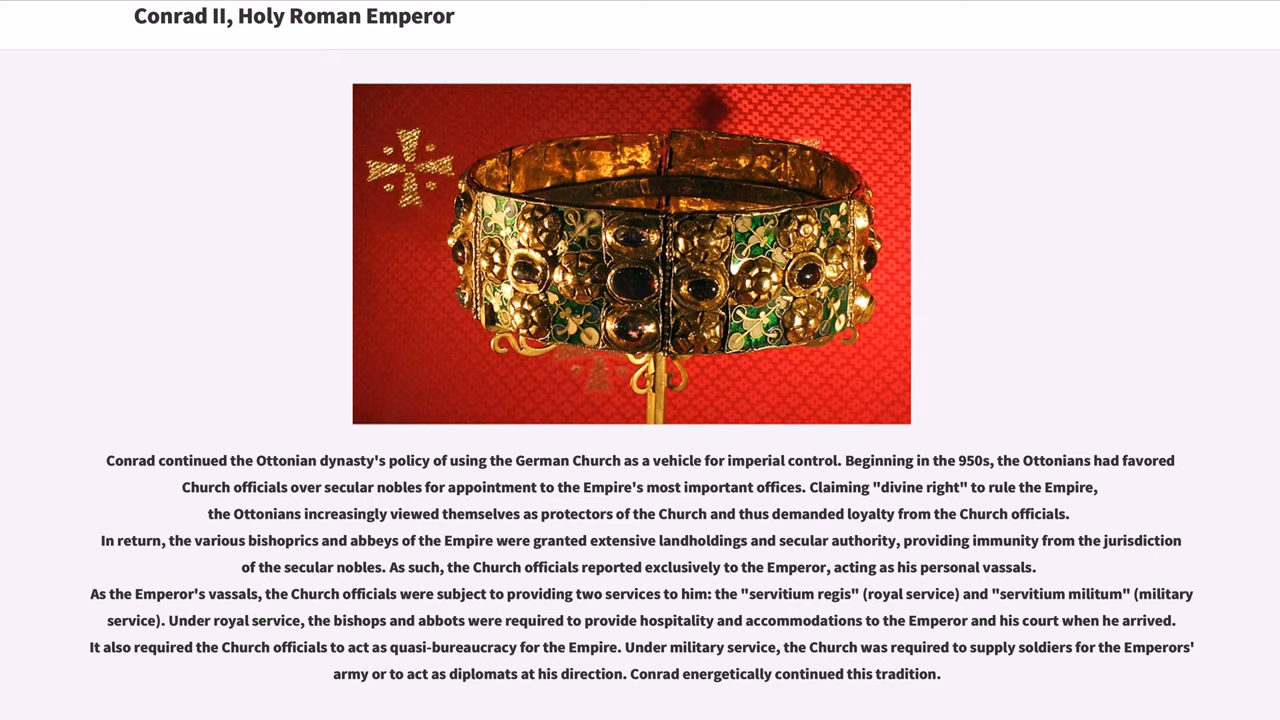 Conrad II, Holy Roman Emperor
Conrad continued the Ottonian dynasty's policy of using the German Church as a vehicle for imperial control. Beginning in the 950s, the Ottonians had favored
Church officials over secular nobles for appointment to the Empire's most important offices. Claiming "divine right" to rule the Empire,
the Ottonians increasingly viewed themselves as protectors of the Church and thus demanded loyalty from the Church officials.
In return, the various bishoprics and abbeys of the Empire were granted extensive landholdings and secular authority, providing immunity from the jurisdiction
of the secular nobles. As such, the Church officials reported exclusively to the Emperor, acting as his personal vassals.
As the Emperor's vassals, the Church officials were subject to providing two services to him: the "servitium regis" (royal service) and "servitium militum" (military
service). Under royal service, the bishops and abbots were required to provide hospitality and accommodations to the Emperor and his court when he arrived.
It also required the Church officials to act as quasi-bureaucracy for the Empire. Under military service, the Church was required to supply soldiers for the Emperors'
army or to act as diplomats at his direction. Conrad energetically continued this tradition.